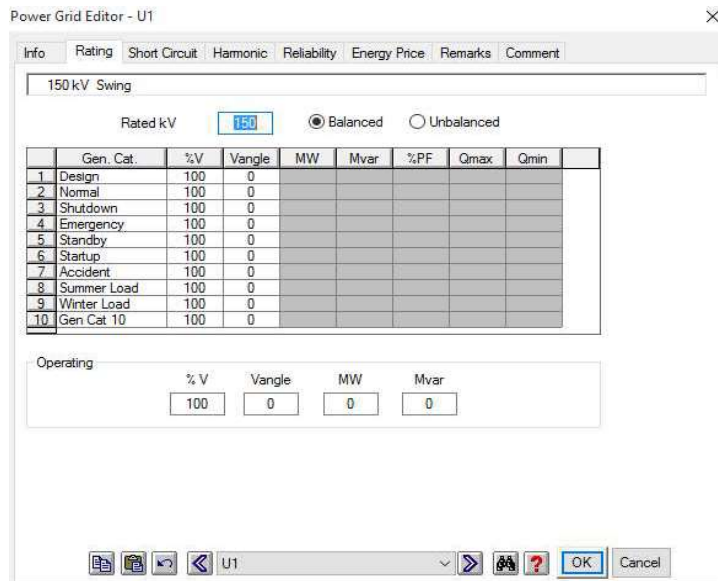 Power Grid Editor - U1
Info Rating Short Circuit Harmonic Reliability Energy Price Remarks Comment
150 kV Swing
Rated kV 150 Balanced Unbalanced
Gen. Cat. %V Vangle MW Mvar %PF Qmax Qmin
1 Design 100 0
2 Normal 100 0
3 Shutdown 100 0
4 Emergency 100 0
5 Standby 100 0
6 Startup 100 0
7 Accident 100 0
8 Summer Load 100 0
9 Winter Load 100 0
10 Gen Cat 10 100 0
Operating
% V Vangle MW Mvar
100 0 0 0
U1 OK Cancel